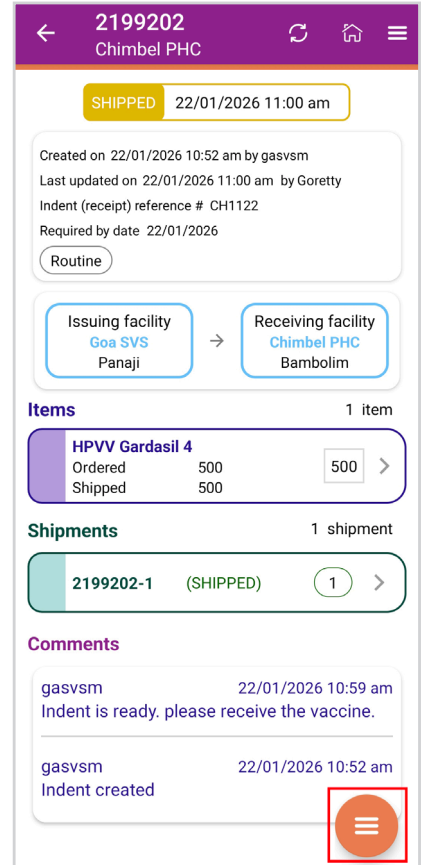 2199202
Chimbel PHC
SHIPPED 22/01/2026 11:00 am
Created on 22/01/2026 10:52 am by gasvsm
Last updated on 22/01/2026 11:00 am by Goretty
Indent (receipt) reference # CH1122
Required by date 22/01/2026
Routine
Issuing facility
Goa SVS
Panaji
Receiving facility
Chimbel PHC
Bambolim
Items 1 item
HPVV Gardasil 4
Ordered 500
Shipped 500
500
Shipments 1 shipment
2199202-1 (SHIPPED) 1
Comments
gasvsm 22/01/2026 10:59 am
Indent is ready. please receive the vaccine.
gasvsm 22/01/2026 10:52 am
Indent created